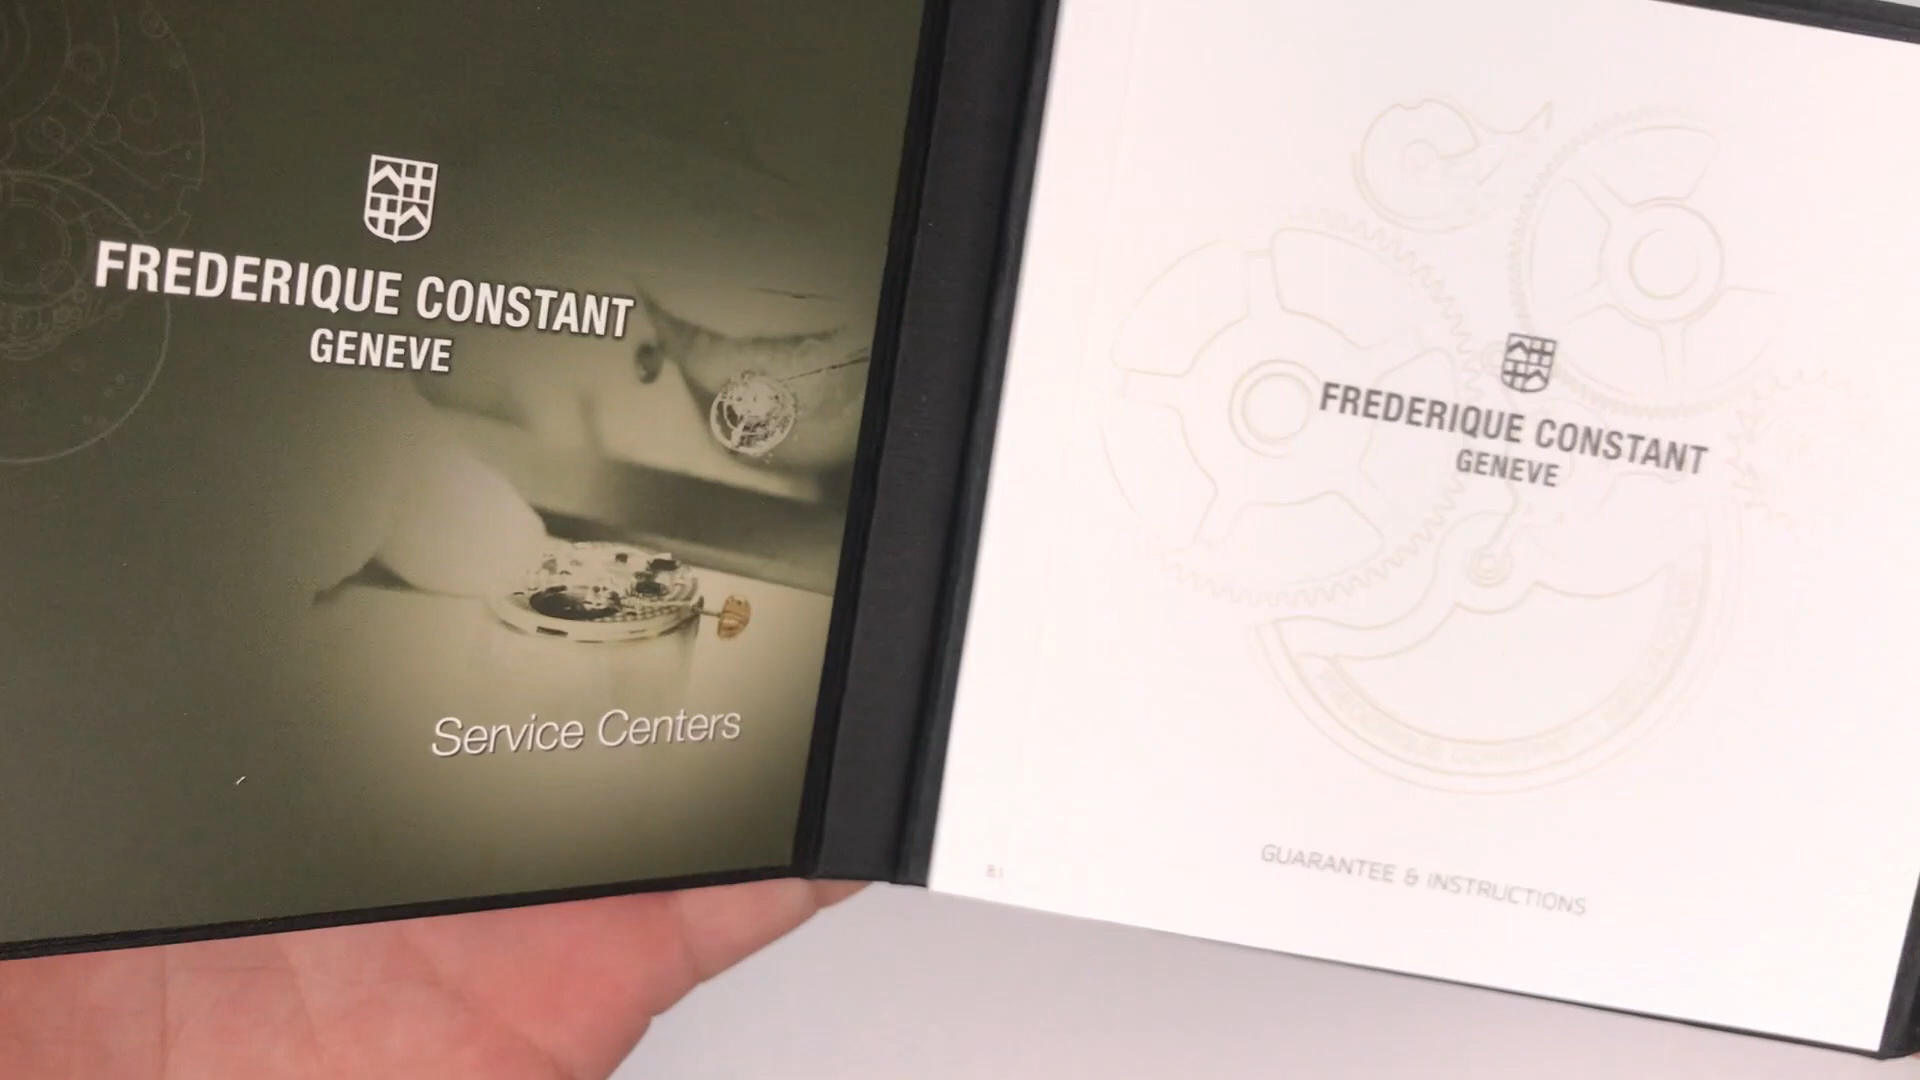 FREDERIQUE CONSTANT
GENEVE
Service Centers
FREDERIQUE CONSTANT
GENEVE
GUARANTEE & INSTRUCTIONS